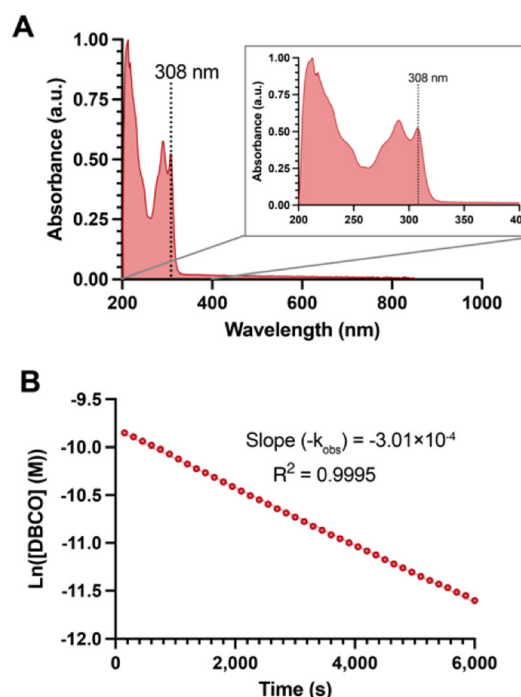 A
308 nm
Absorbance (a.u.)
1.00
0.75
0.50
0.25
0.00
200
400
600
800
1000
Wavelength (nm)
308 nm
Absorbance (a.u.)
1.00
0.75
0.50
0.25
0.00
200
250
300
350
B
Slope (-kobs) = -3.01×10-4
R2 = 0.9995
Ln([DBCO] (M))
-9.5
-10.0
-10.5
-11.0
-11.5
-12.0
0
2,000
4,000
6,000
Time (s)